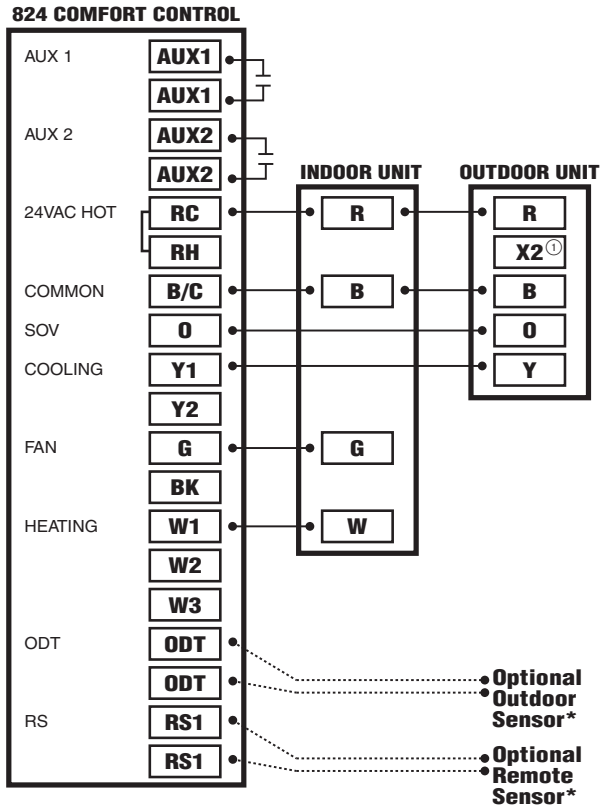 824 COMFORT CONTROL
AUX 1 AUX1
AUX1
AUX 2 AUX2
AUX2
INDOOR UNIT OUTDOOR UNIT
24VAC HOT RC R R
RH X2 ①
COMMON B/C B B
SOV O O
COOLING Y1 Y
Y2
FAN G G
BK
HEATING W1 W
W2
W3
ODT ODT
ODT
Optional
Outdoor
Sensor*
RS RS1
RS1
Optional
Remote
Sensor*